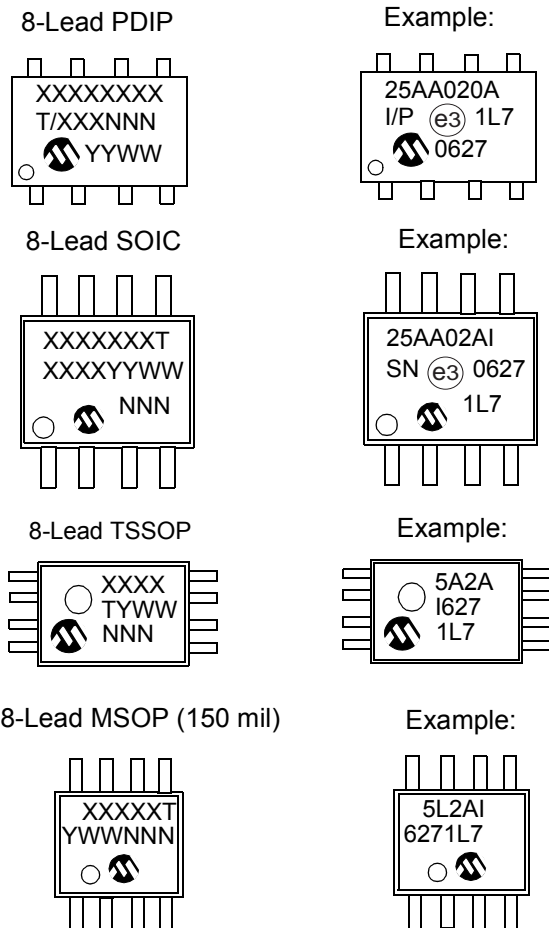 8-Lead PDIP
XXXXXXXX
T/XXXNNN
YYWW
Example:
25AA020A
I/P e3 1L7
0627
8-Lead SOIC
XXXXXXXT
XXXXYYWW
NNN
Example:
25AA02AI
SN e3 0627
1L7
8-Lead TSSOP
XXXX
TYWW
NNN
Example:
5A2A
I627
1L7
8-Lead MSOP (150 mil)
XXXXXT
YWWNNN
Example:
5L2AI
6271L7